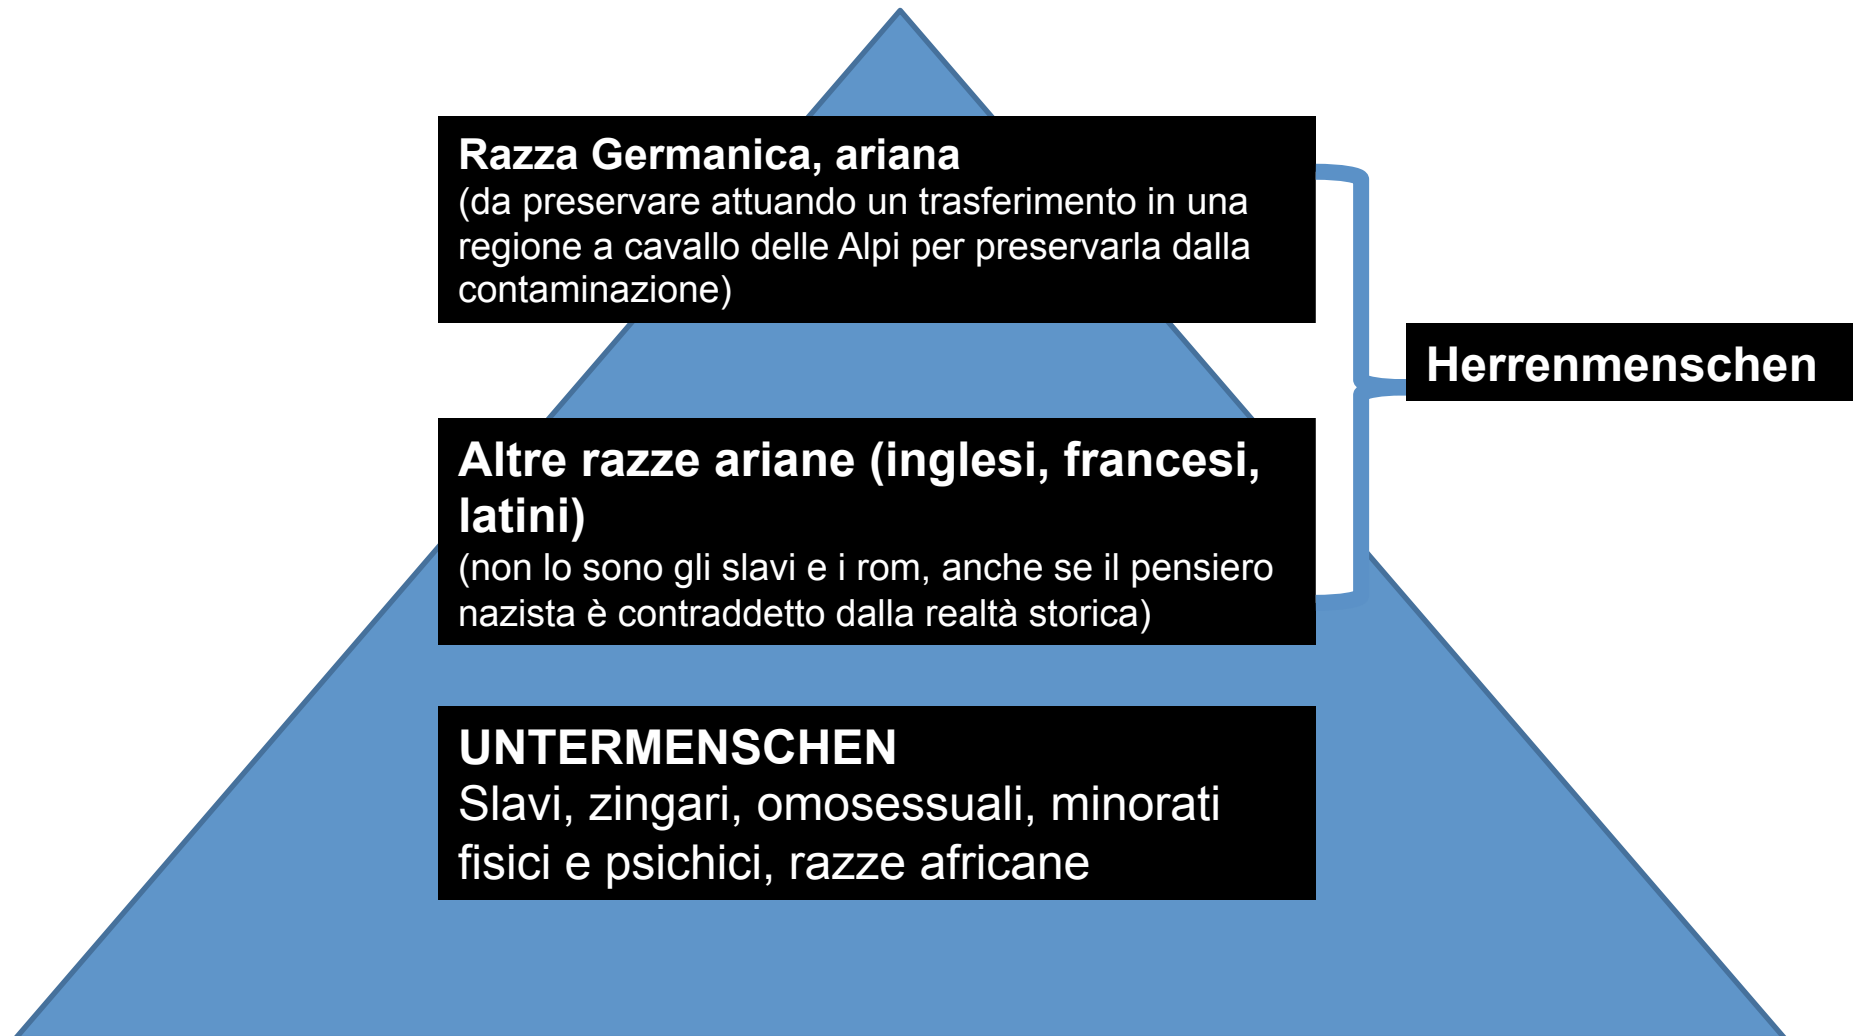 Razza Germanica, ariana
(da preservare attuando un trasferimento in una
regione a cavallo delle Alpi per preservarla dalla
contaminazione)
Herrenmenschen
Altre razze ariane (inglesi, francesi,
latini)
(non lo sono gli slavi e i rom, anche se il pensiero
nazista è contraddetto dalla realtà storica)
UNTERMENSCHEN
Slavi, zingari, omosessuali, minorati
fisici e psichici, razze africane